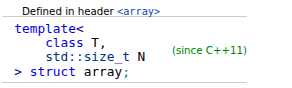 Defined in header <array>
template<
    class T,
    std::size_t N
> struct array;
(since C++11)